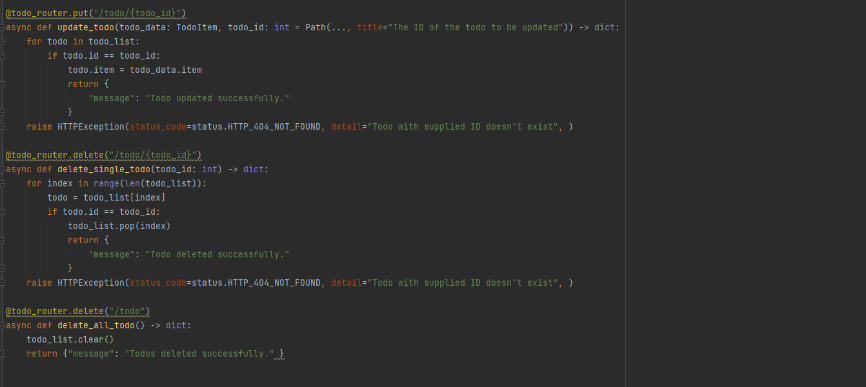 @todo_router.put("/todo/{todo_id}")
async def update_todo(todo_data: TodoItem, todo_id: int = Path(..., title="The ID of the todo to be updated")) -> dict:
    for todo in todo_list:
        if todo.id == todo_id:
            todo.item = todo_data.item
            return {
                "message": "Todo updated successfully."
            }
    raise HTTPException(status_code=status.HTTP_404_NOT_FOUND, detail="Todo with supplied ID doesn't exist", )
@todo_router.delete("/todo/{todo_id}")
async def delete_single_todo(todo_id: int) -> dict:
    for index in range(len(todo_list)):
        todo = todo_list[index]
        if todo.id == todo_id:
            todo_list.pop(index)
            return {
                "message": "Todo deleted successfully."
            }
    raise HTTPException(status_code=status.HTTP_404_NOT_FOUND, detail="Todo with supplied ID doesn't exist", )
@todo_router.delete("/todo")
async def delete_all_todo() -> dict:
    todo_list.clear()
    return {"message": "Todos deleted successfully." }